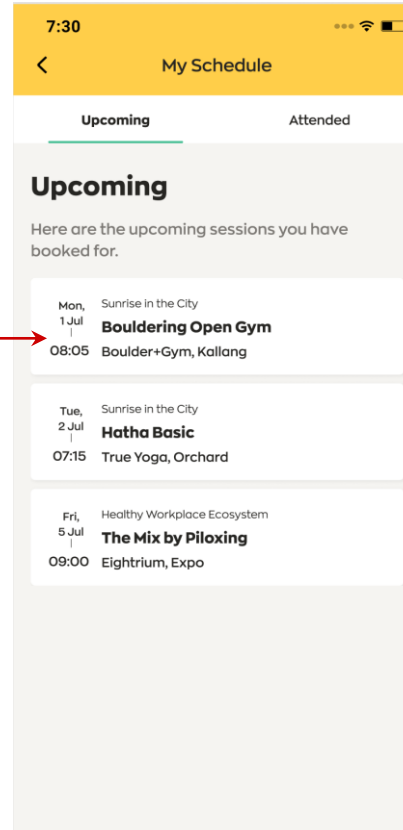 7:30
My Schedule
Upcoming
Attended
Upcoming
Here are the upcoming sessions you have
booked for.
Mon,
1 Jul
08:05
Sunrise in the City
Bouldering Open Gym
Boulder+Gym, Kallang
Tue,
2 Jul
07:15
Sunrise in the City
Hatha Basic
True Yoga, Orchard
Fri,
5 Jul
09:00
Healthy Workplace Ecosystem
The Mix by Piloxing
Eightrium, Expo